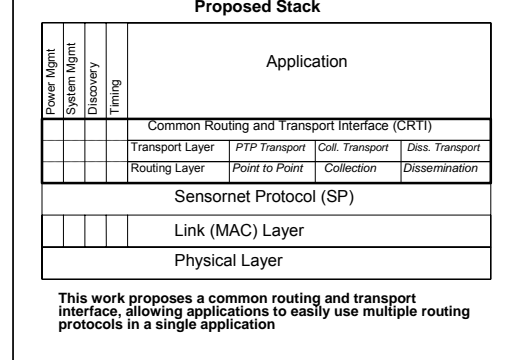 Proposed Stack
Power Mgmt
System Mgmt
Discovery
Timing
Application
Common Routing and Transport Interface (CRTI)
Transport Layer PTP Transport Coll. Transport Diss. Transport
Routing Layer Point to Point Collection Dissemination
Sensornet Protocol (SP)
Link (MAC) Layer
Physical Layer
This work proposes a common routing and transport
interface, allowing applications to easily use multiple routing
protocols in a single application